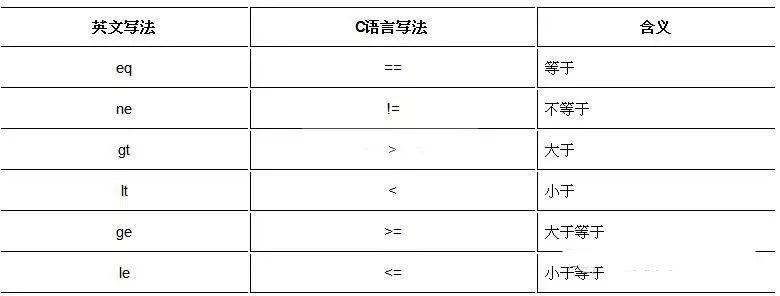 英文写法 C语言写法 含义
eq == 等于
ne != 不等于
gt > 大于
lt < 小于
ge >= 大于等于
le <= 小于等于